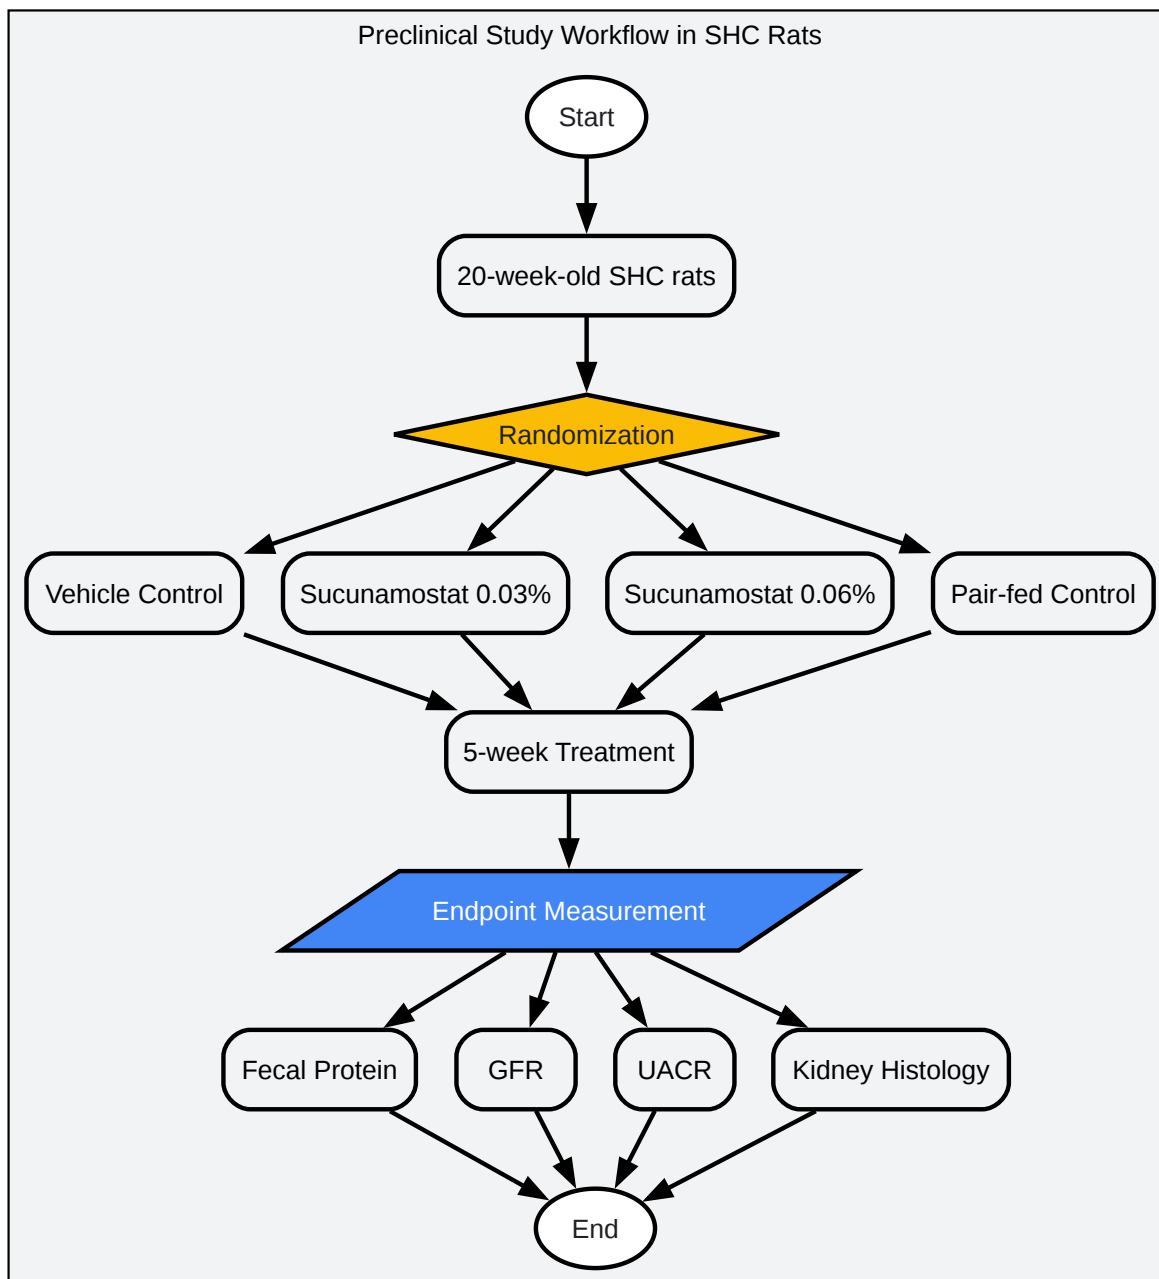 Preclinical Study Workflow in SHC Rats
Start
20-week-old SHC rats
Randomization
Vehicle Control
Sucunamostat 0.03%
Sucunamostat 0.06%
Pair-fed Control
5-week Treatment
Endpoint Measurement
Fecal Protein
GFR
UACR
Kidney Histology
End